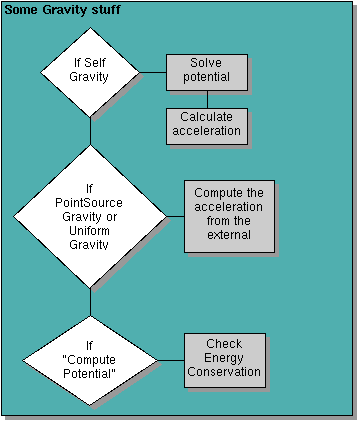 Some Gravity stuff
If Self
Gravity
Solve
potential
Calculate
acceleration
If
PointSource
Gravity or
Uniform
Gravity
Compute the
acceleration
from the
external
If
"Compute
Potential"
Check
Energy
Conservation